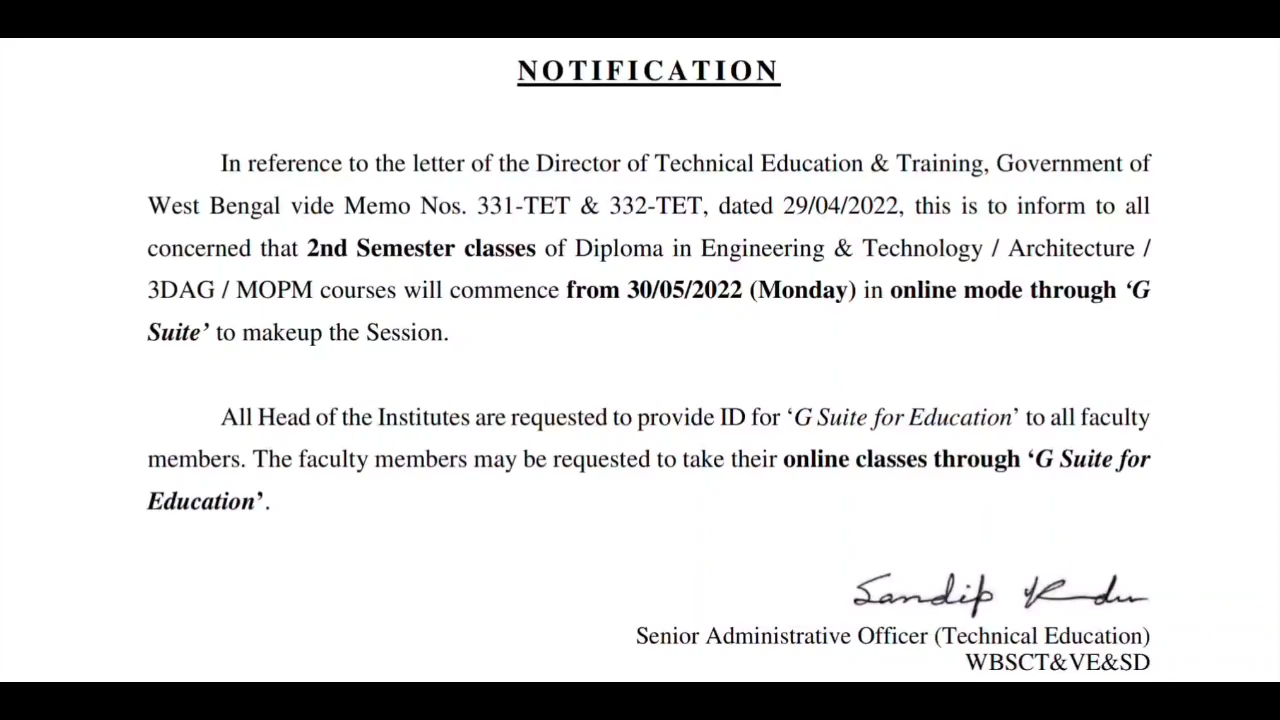 NOTIFICATION
In reference to the letter of the Director of Technical Education & Training, Government of
West Bengal vide Memo Nos. 331-TET & 332-TET, dated 29/04/2022, this is to inform to all
concerned that 2nd Semester classes of Diploma in Engineering & Technology / Architecture /
3DAG / MOPM courses will commence from 30/05/2022 (Monday) in online mode through ‘G
Suite’ to makeup the Session.
All Head of the Institutes are requested to provide ID for ‘G Suite for Education’ to all faculty
members. The faculty members may be requested to take their online classes through ‘G Suite for
Education’.
Sandip
Senior Administrative Officer (Technical Education)
WBSCT&VE&SD